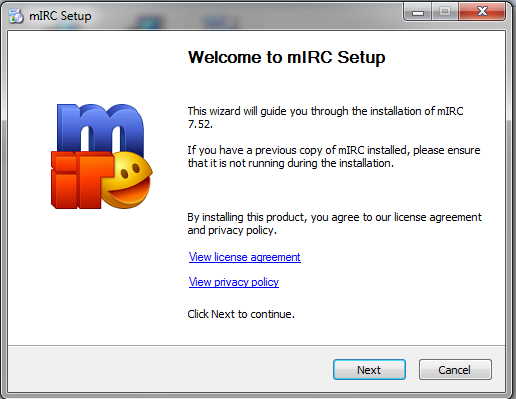 mIRC Setup
Welcome to mIRC Setup
This wizard will guide you through the installation of mIRC
7.52.
If you have a previous copy of mIRC installed, please ensure
that it is not running during the installation.
m
irc
By installing this product, you agree to our license agreement
and privacy policy.
View license agreement
View privacy policy
Click Next to continue.
Next
Cancel